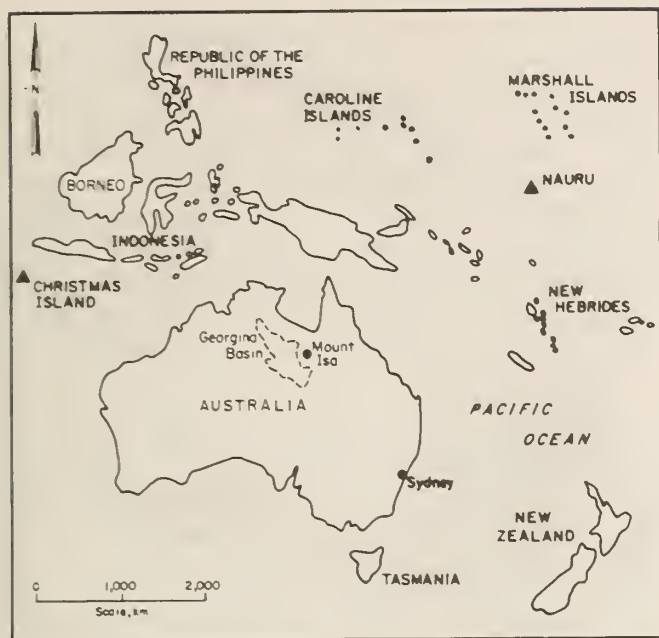 N
REPUBLIC OF THE
PHILIPPINES
CAROLINE
ISLANDS
MARSHALL
ISLANDS
BORNEO
NAURU
INDONESIA
CHRISTMAS
ISLAND
NEW
HEBRIDES
Georgina
Basin
Mount
Isa
AUSTRALIA
PACIFIC
OCEAN
Sydney
NEW
ZEALAND
TASMANIA
0 1,000 2,000
Scale, km